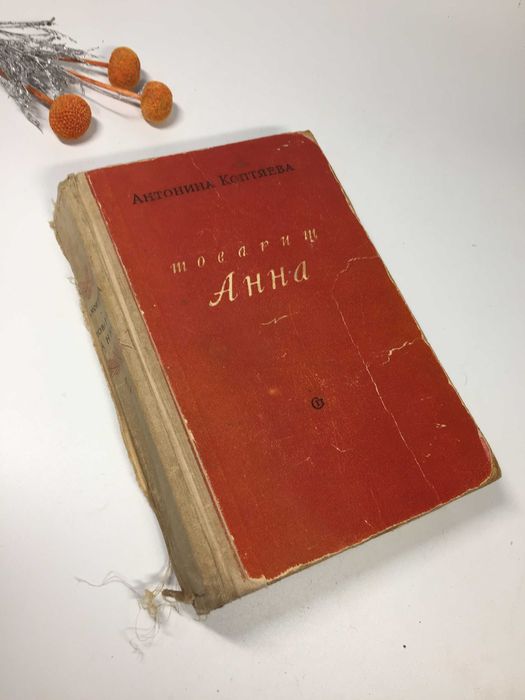 Антонина Коптяева
товарищ
Анна